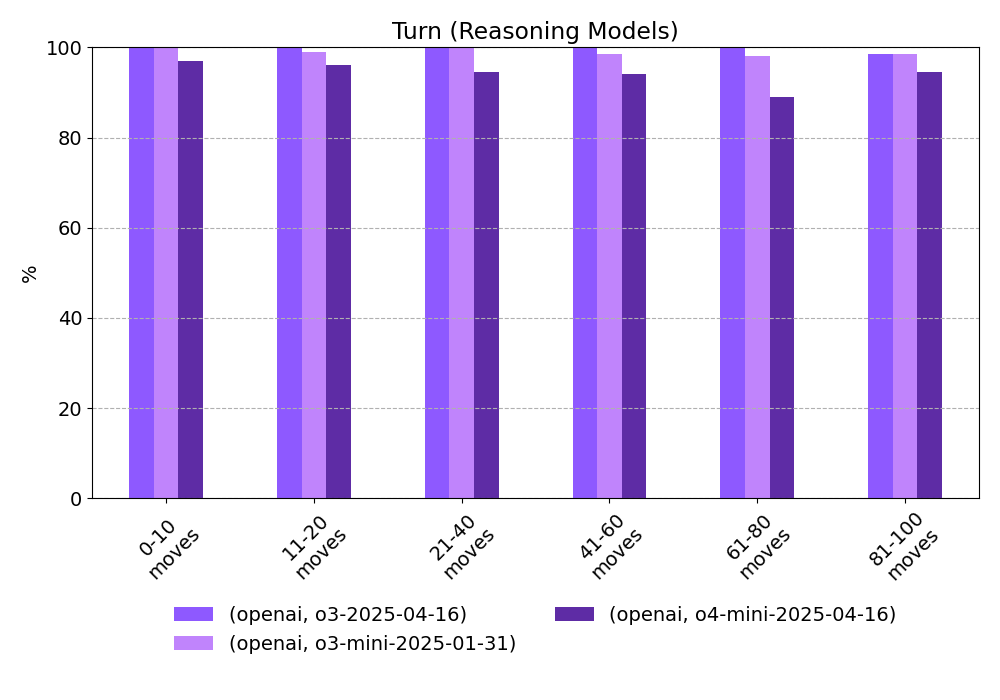 Turn (Reasoning Models)
%
100
80
60
40
20
0
0-10
moves
11-20
moves
21-40
moves
41-60
moves
61-80
moves
81-100
moves
(openai, o3-2025-04-16)
(openai, o3-mini-2025-01-31)
(openai, o4-mini-2025-04-16)